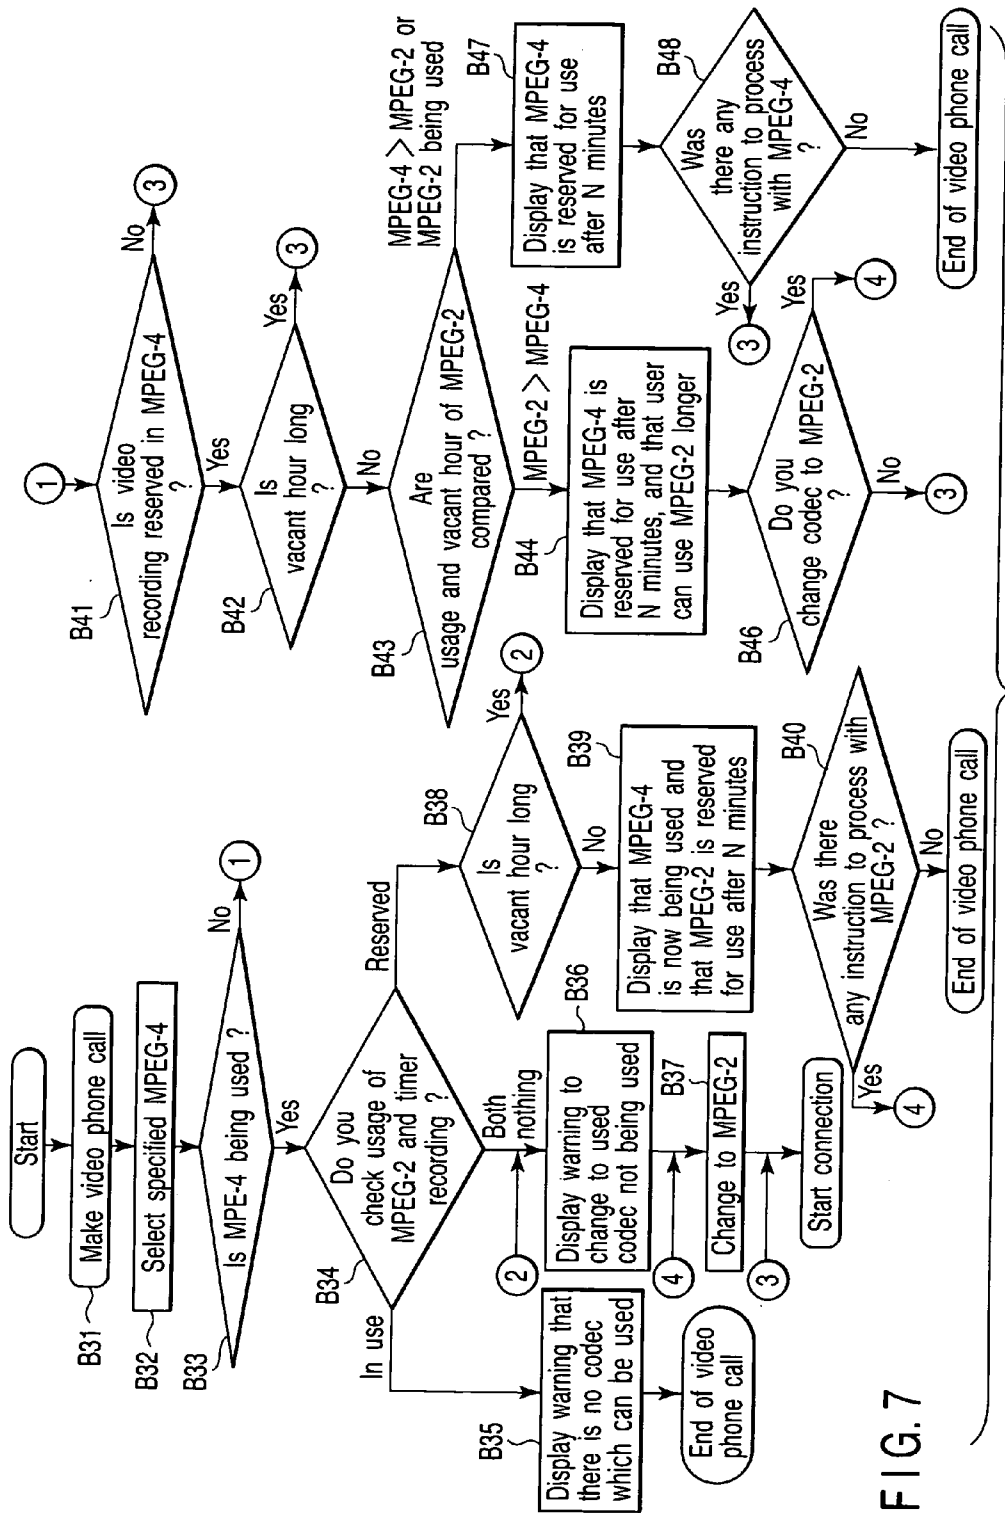 Start
B31
Make video phone call
B32
Select specified MPEG-4
B33
Is MPE-4 being used ?
No
1
Yes
B34
Do you
check usage of
MPEG-2 and timer
recording ?
In use
Reserved
Both
nothing
B35
Display warning that
there is no codec
which can be used
End of video
phone call
2
B36
Display warning to
change to used
codec not being used
4
B37
Change to MPEG-2
3
Start connection
B38
Is
vacant hour long
?
Yes
2
No
B39
Display that MPEG-4
is now being used and
that MPEG-2 is reserved
for use after N minutes
B40
Was there
any instruction to process with
MPEG-2 ?
Yes
4
No
End of video phone call
1
B41
Is video
recording reserved in MPEG-4
?
No
3
Yes
B42
Is
vacant hour long
?
Yes
3
No
B43
Are
usage and vacant hour of MPEG-2
compared ?
MPEG-4 > MPEG-2 or
MPEG-2 being used
MPEG-2 > MPEG-4
B44
Display that MPEG-4 is
reserved for use after
N minutes, and that user
can use MPEG-2 longer
B46
Do you
change codec to MPEG-2
?
Yes
4
No
3
B47
Display that MPEG-4
is reserved for use
after N minutes
B48
Was
there any
instruction to process
with MPEG-4
?
Yes
3
No
End of video phone call
FIG. 7